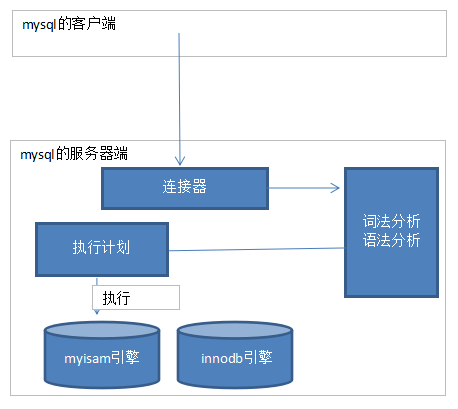 mysql的客户端
mysql的服务器端
连接器
词法分析
语法分析
执行计划
执行
myisam引擎
innodb引擎